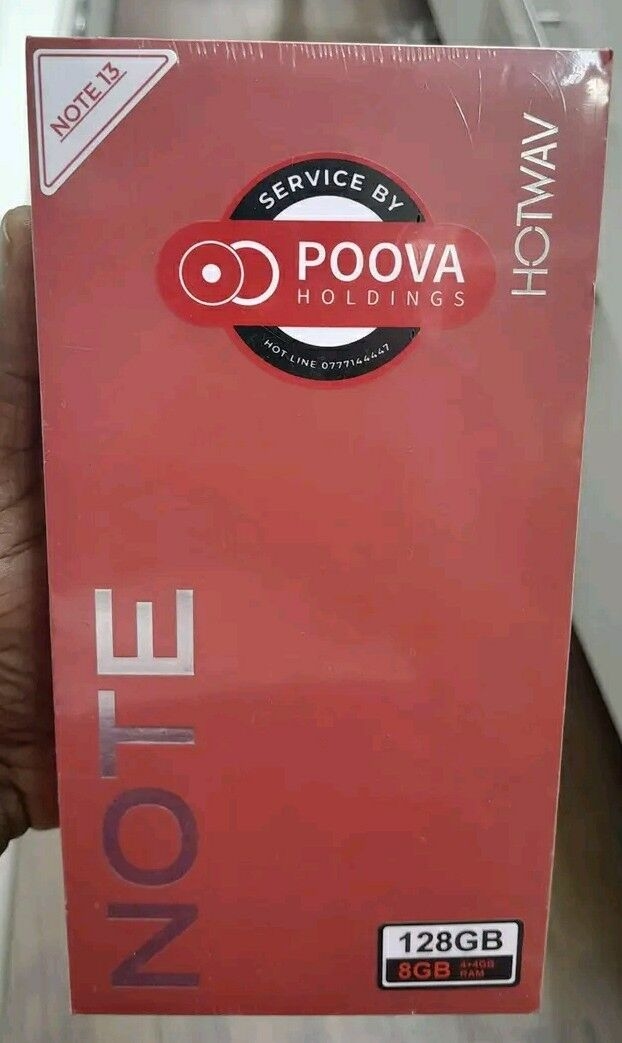 NOTE 13
HOTWAV
SERVICE BY
POOVA
HOLDINGS
HOT LINE 0777144447
NOTE
128GB
8GB 4+4GB
RAM